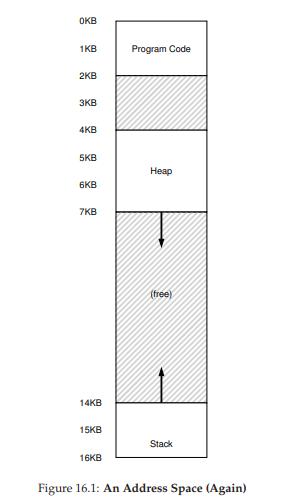 0KB
1KB
Program Code
2KB
3KB
4KB
5KB
Heap
6KB
7KB
(free)
14KB
15KB
Stack
16KB
Figure 16.1: An Address Space (Again)